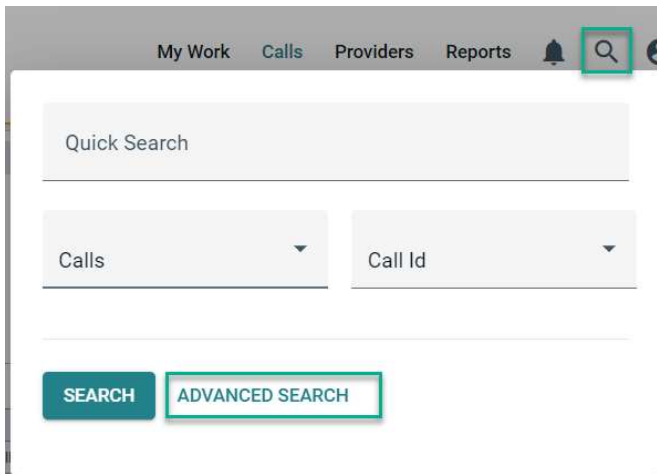 My Work Calls Providers Reports
Quick Search
Calls Call Id
SEARCH ADVANCED SEARCH